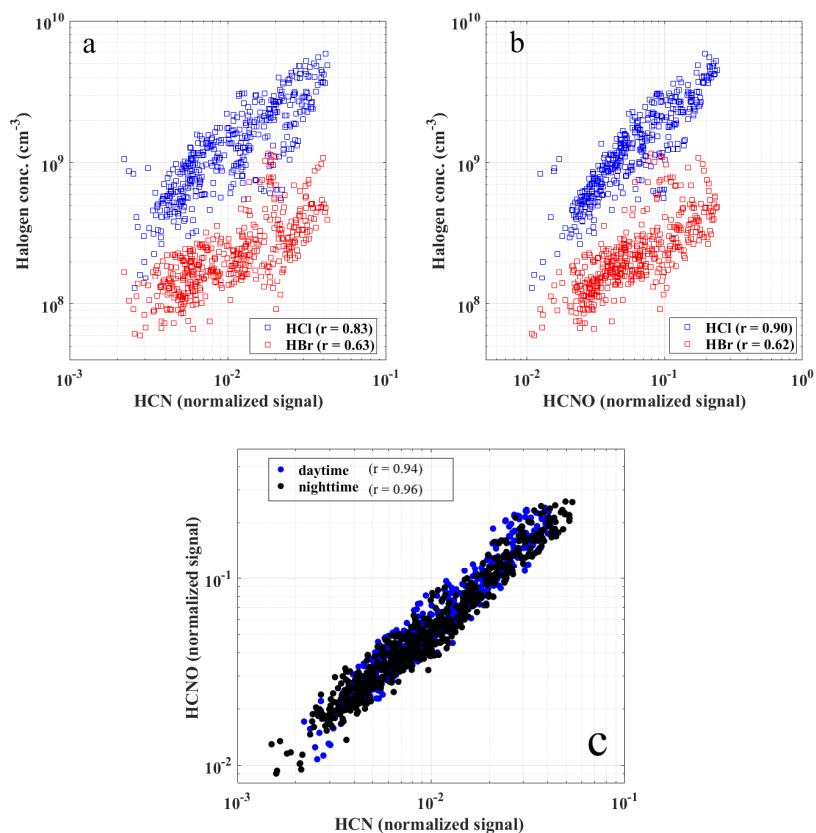 a
10^10
10^9
10^8
Halogen conc. (cm^-3)
HCl (r = 0.83)
HBr (r = 0.63)
10^-3
10^-2
10^-1
HCN (normalized signal)
b
10^10
10^9
10^8
Halogen conc. (cm^-3)
HCl (r = 0.90)
HBr (r = 0.62)
10^-2
10^-1
10^0
HCNO (normalized signal)
daytime (r = 0.94)
nighttime (r = 0.96)
10^-1
10^-2
HCNO (normalized signal)
c
10^-3
10^-2
10^-1
HCN (normalized signal)